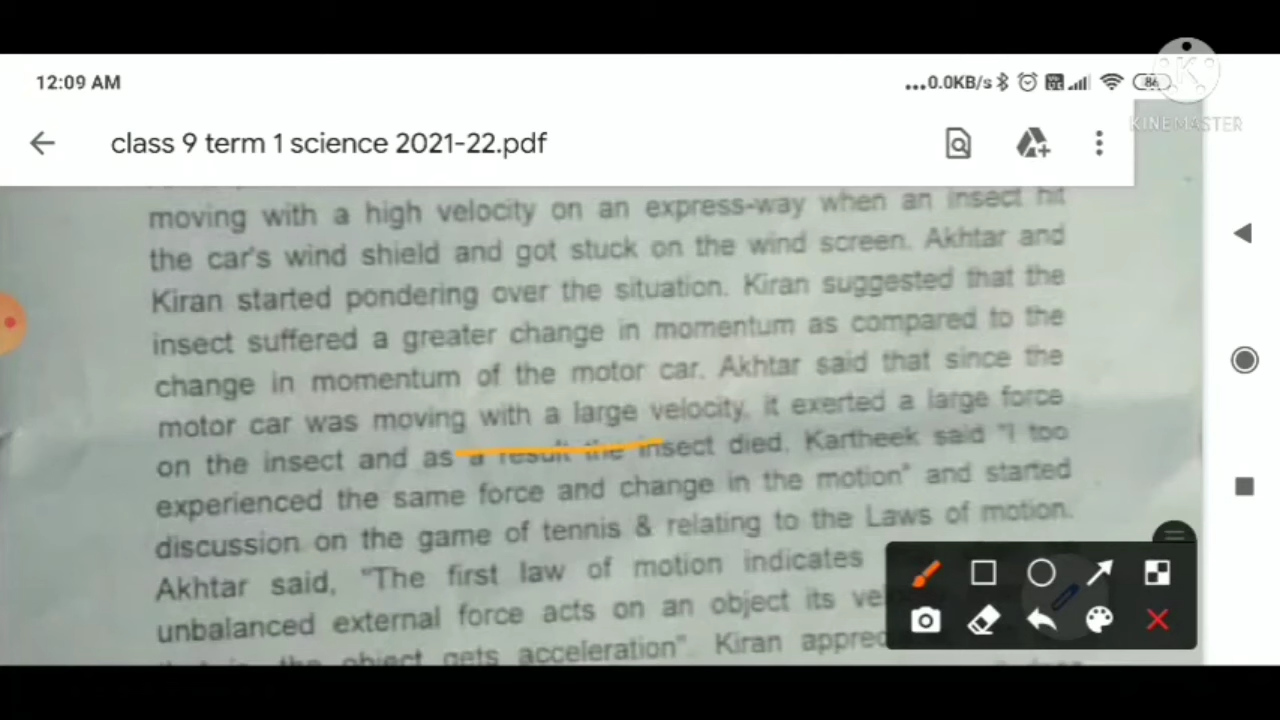 12:09 AM
...0.0KB/s
86
KINEMASTER
class 9 term 1 science 2021-22.pdf
moving with a high velocity on an express-way when an insect hit
the car's wind shield and got stuck on the wind screen. Akhtar and
Kiran started pondering over the situation. Kiran suggested that the
insect suffered a greater change in momentum as compared to the
change in momentum of the motor car. Akhtar said that since the
motor car was moving with a large velocity, it exerted a large force
on the insect and as a result the insect died. Kartheek said "I too
experienced the same force and change in the motion" and started
discussion on the game of tennis & relating to the Laws of motion.
Akhtar said, "The first law of motion indicates
unbalanced external force acts on an object its
the object gets acceleration". Kiran